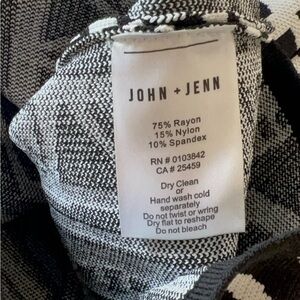 JOHN + JENN
75% Rayon
15% Nylon
10% Spandex
RN # 0103842
CA # 25459
Dry Clean
or
Hand wash cold
separately
Do not twist or wring
Dry flat to reshape
Do not bleach